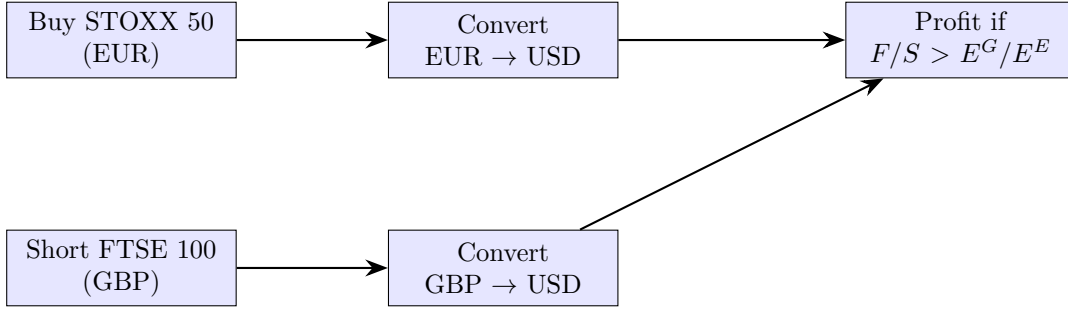 Buy STOXX 50
(EUR)
Convert
EUR → USD
Profit if
F/S > E^G/E^E
Short FTSE 100
(GBP)
Convert
GBP → USD